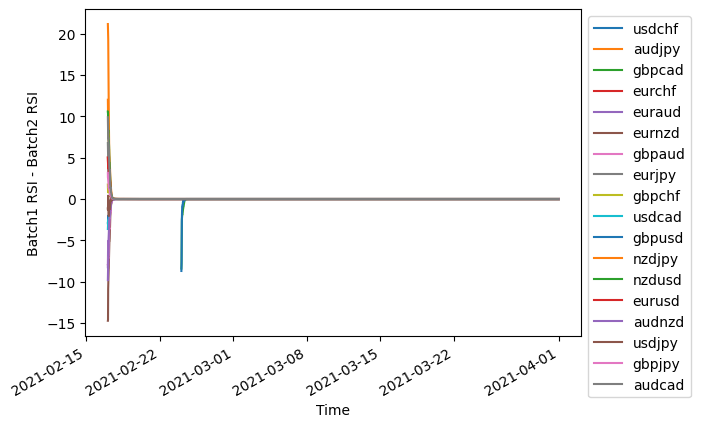 20
15
10
5
0
−5
−10
−15
Batch1 RSI - Batch2 RSI
2021-02-15
2021-02-22
2021-03-01
2021-03-08
2021-03-15
2021-03-22
2021-04-01
Time
usdchf
audjpy
gbpcad
eurchf
euraud
eurnzd
gbpaud
eurjpy
gbpchf
usdcad
gbpusd
nzdjpy
nzdusd
eurusd
audnzd
usdjpy
gbpjpy
audcad